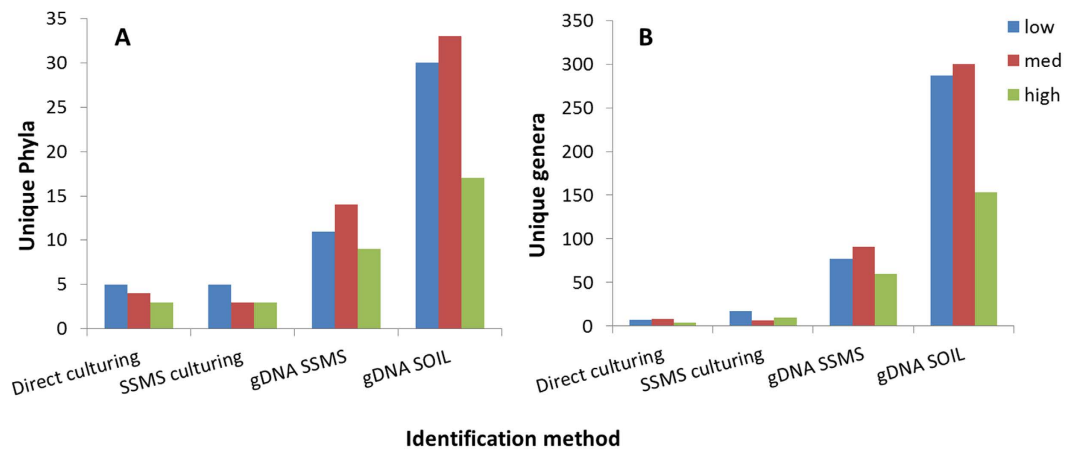 A
Unique Phyla
35
30
25
20
15
10
5
0
Direct culturing
SSMS culturing
gDNA SSMS
gDNA SOIL
B
Unique genera
350
300
250
200
150
100
50
0
Direct culturing
SSMS culturing
gDNA SSMS
gDNA SOIL
low
med
high
Identification method